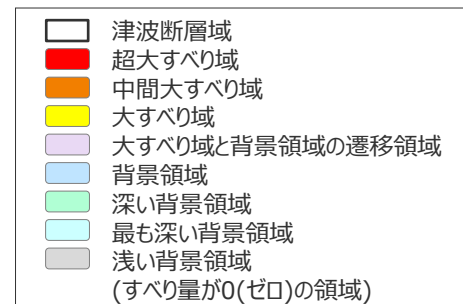 津波断層域
超大すべり域
中間大すべり域
大すべり域
大すべり域と背景領域の遷移領域
背景領域
深い背景領域
最も深い背景領域
浅い背景領域
(すべり量が0(ゼロ)の領域)